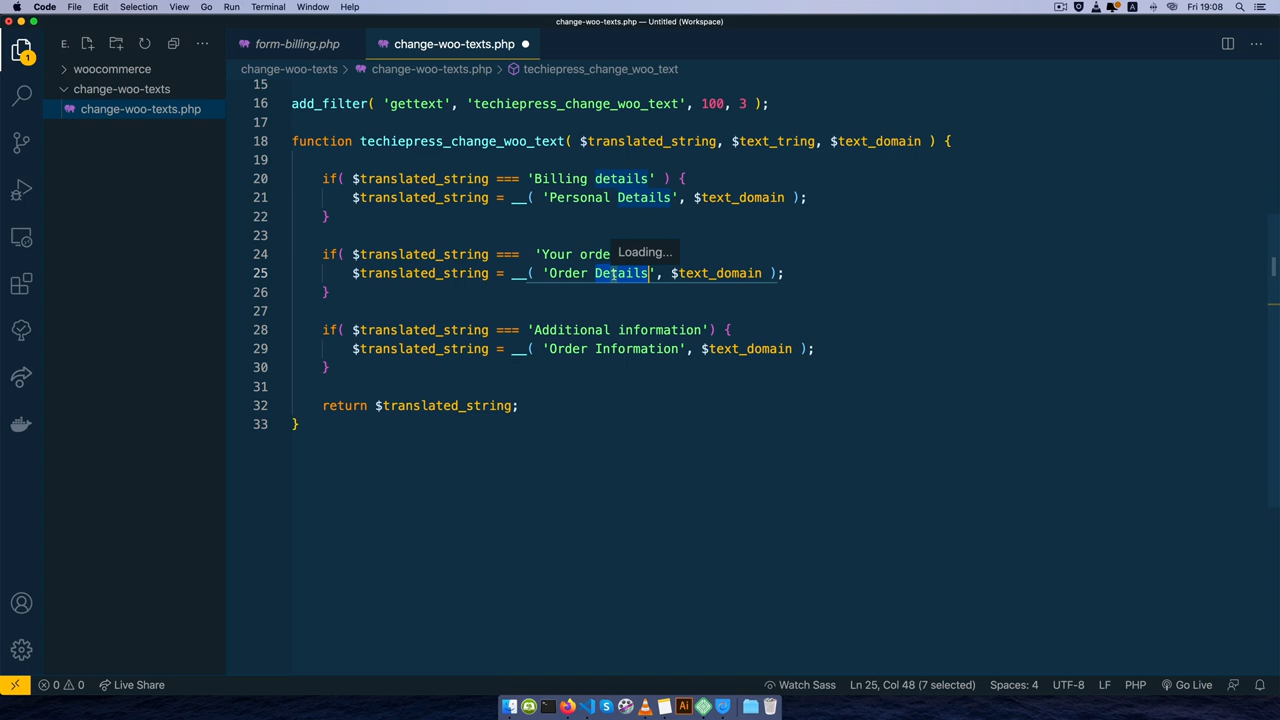 Code File Edit Selection View Go Run Terminal Window Help Fri 19:08
change-woo-texts.php — Untitled (Workspace)
E.
form-billing.php
change-woo-texts.php
woocommerce
change-woo-texts
change-woo-texts.php
1
change-woo-texts > change-woo-texts.php > techiepress_change_woo_text
15
16 add_filter( 'gettext', 'techiepress_change_woo_text', 100, 3 );
17
18 function techiepress_change_woo_text( $translated_string, $text_tring, $text_domain ) {
19
20 if( $translated_string === 'Billing details' ) {
21 $translated_string = __( 'Personal Details', $text_domain );
22 }
23
24 if( $translated_string ===  'Your orde
Loading...
25 $translated_string = __( 'Order Details', $text_domain );
26 }
27
28 if( $translated_string === 'Additional information') {
29 $translated_string = __( 'Order Information', $text_domain );
30 }
31
32 return $translated_string;
33 }
0 0 Live Share
Watch Sass Ln 25, Col 48 (7 selected) Spaces: 4 UTF-8 LF PHP Go Live
Ai